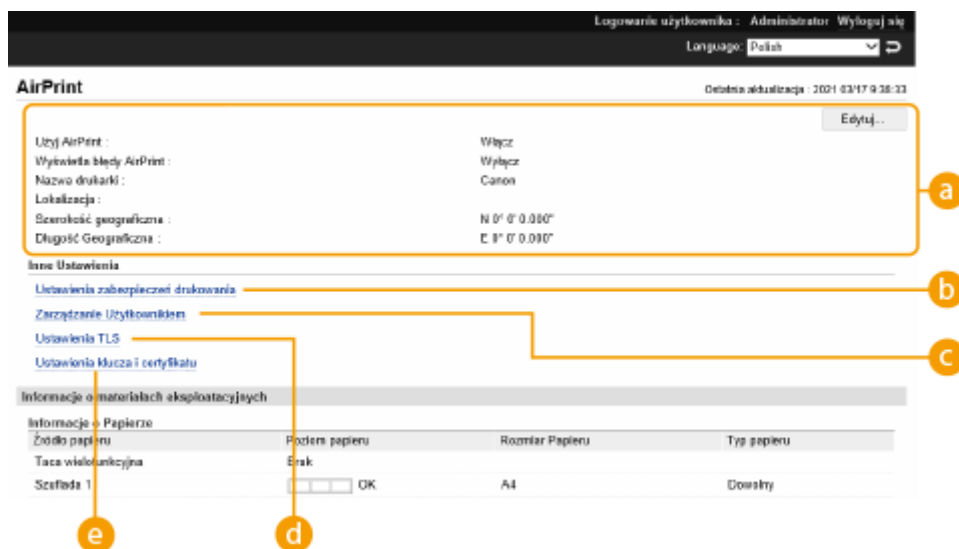 Logowanie użytkownika : Administrator Wyloguj się
Language: Polish
AirPrint
Ostatnia aktualizacja : 2021 03/17 9:38:33
Edytuj...
Użyj AirPrint : Włącz
Wyświetla błędy AirPrint : Wyłącz
Nazwa drukarki : Canon
Lokalizacja :
Szerokość geograficzna : N 0° 0' 0.000"
Długość Geograficzna : E 0° 0' 0.000"
a
Inne Ustawienia
Ustawienia zabezpieczeń drukowania
b
Zarządzanie Użytkownikiem
Ustawienia TLS
c
Ustawienia klucza i certyfikatu
Informacje o materiałach eksploatacyjnych
Informacje o Papierze
Źródło papieru Poziom papieru Rozmiar Papieru Typ papieru
Taca wielofunkcyjna Brak
Szuflada 1 OK A4 Dowolny
e d